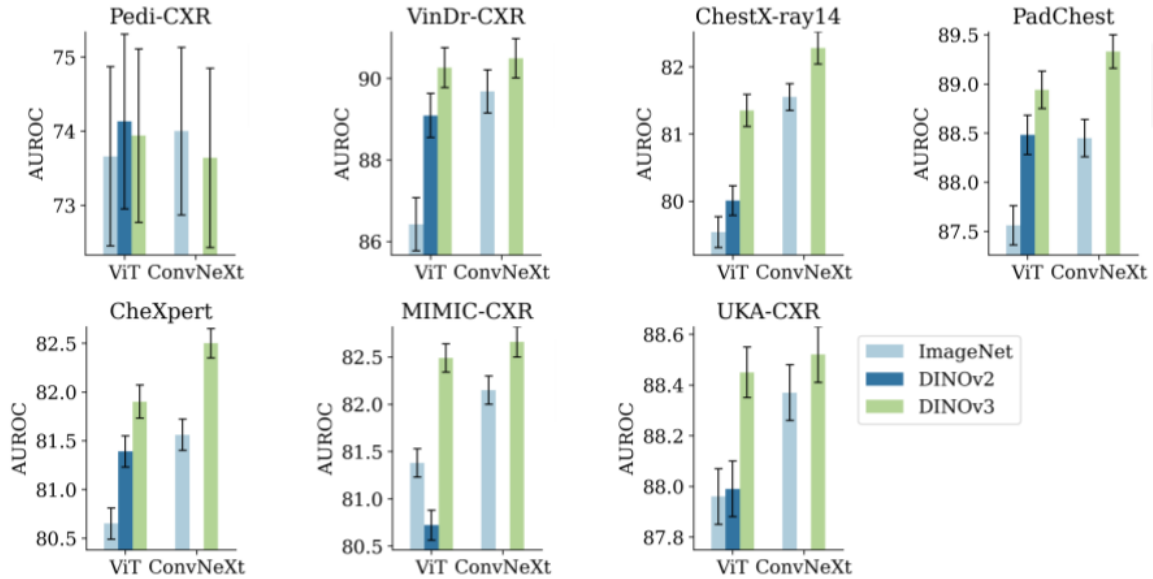 Pedi-CXR
VinDr-CXR
ChestX-ray14
PadChest
AUROC
75
74
73
ViT ConvNeXt
AUROC
90
88
86
ViT ConvNeXt
AUROC
82
81
80
ViT ConvNeXt
AUROC
89.5
89.0
88.5
88.0
87.5
ViT ConvNeXt
CheXpert
MIMIC-CXR
UKA-CXR
AUROC
82.5
82.0
81.5
81.0
80.5
ViT ConvNeXt
AUROC
82.5
82.0
81.5
81.0
80.5
ViT ConvNeXt
AUROC
88.6
88.4
88.2
88.0
87.8
ViT ConvNeXt
ImageNet
DINOv2
DINOv3